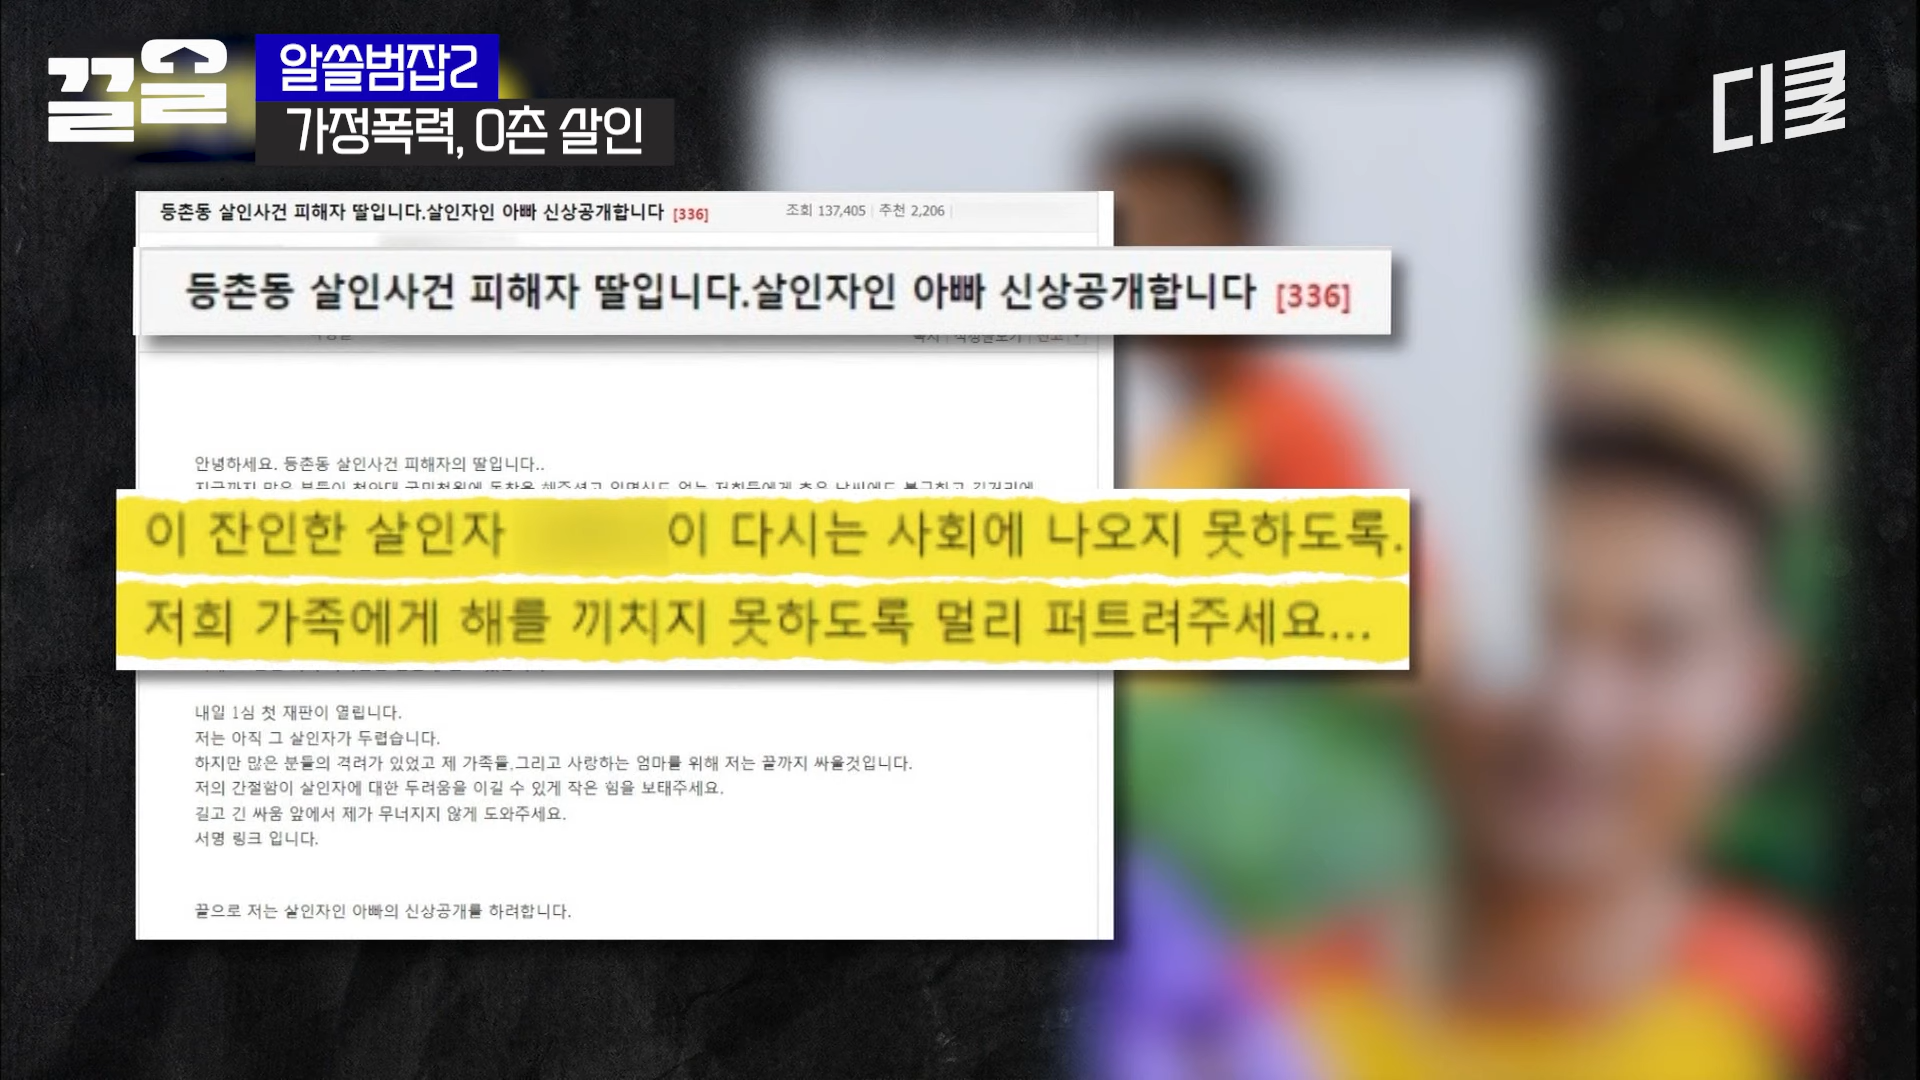 끌올
알쓸범잡2
가정폭력, 0촌 살인
디클
등촌동 살인사건 피해자 딸입니다.살인자인 아빠 신상공개합니다 [336]
조회 137,405 | 추천 2,206
등촌동 살인사건 피해자 딸입니다.살인자인 아빠 신상공개합니다 [336]
안녕하세요. 등촌동 살인사건 피해자의 딸입니다..
이 잔인한 살인자 이 다시는 사회에 나오지 못하도록.
저희 가족에게 해를 끼치지 못하도록 멀리 퍼트려주세요...
내일 1심 첫 재판이 열립니다.
저는 아직 그 살인자가 두렵습니다.
하지만 많은 분들의 격려가 있었고 제 가족들,그리고 사랑하는 엄마를 위해 저는 끝까지 싸울것입니다.
저의 간절함이 살인자에 대한 두려움을 이길 수 있게 작은 힘을 보태주세요.
길고 긴 싸움 앞에서 제가 무너지지 않게 도와주세요.
서명 링크 입니다.
끝으로 저는 살인자인 아빠의 신상공개를 하려합니다.